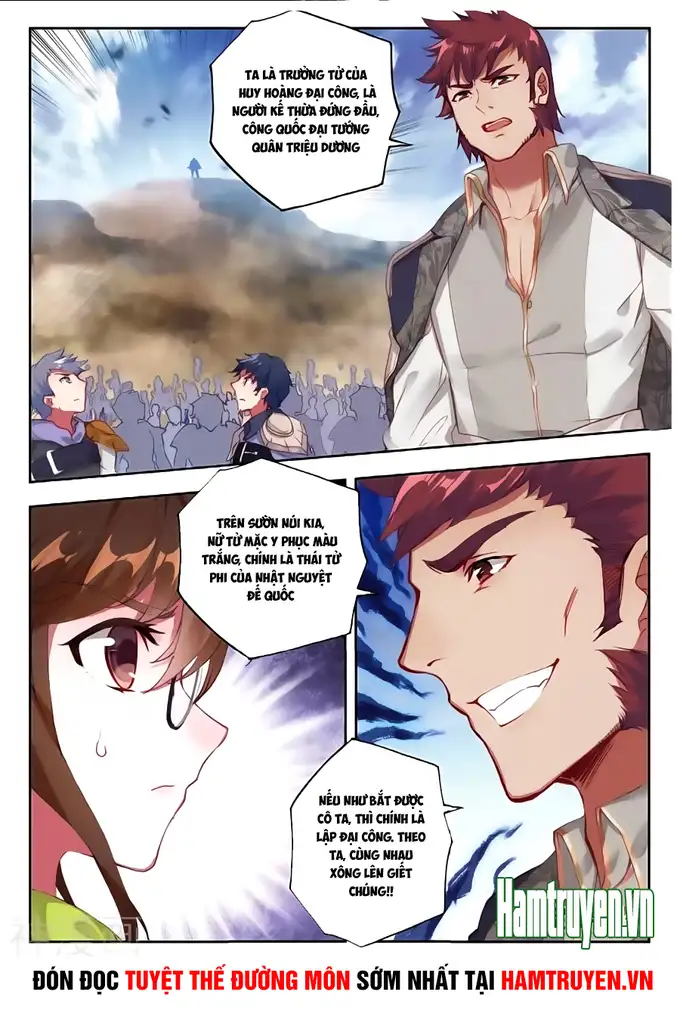 TA LÀ TRƯỞNG TỬ CỦA
HUY HOÀNG ĐẠI CÔNG, LÀ
NGƯỜI KẾ THỪA ĐỨNG ĐẦU,
CÔNG QUỐC ĐẠI TƯỚNG
QUÂN TRIỆU DƯƠNG
TRÊN SƯỜN NÚI KIA,
NỮ TỬ MẶC Y PHỤC MÀU
TRẮNG, CHÍNH LÀ THÁI TỬ
PHI CỦA NHẬT NGUYỆT
ĐẾ QUỐC
NẾU NHƯ BẮT ĐƯỢC
CÔ TA, THÌ CHÍNH LÀ
LẬP ĐẠI CÔNG. THEO
TA, CÙNG NHAU
XÔNG LÊN GIẾT
CHÚNG!!
Hamtruyen.vn
ĐÓN ĐỌC TUYỆT THẾ ĐƯỜNG MÔN SỚM NHẤT TẠI HAMTRUYEN.VN